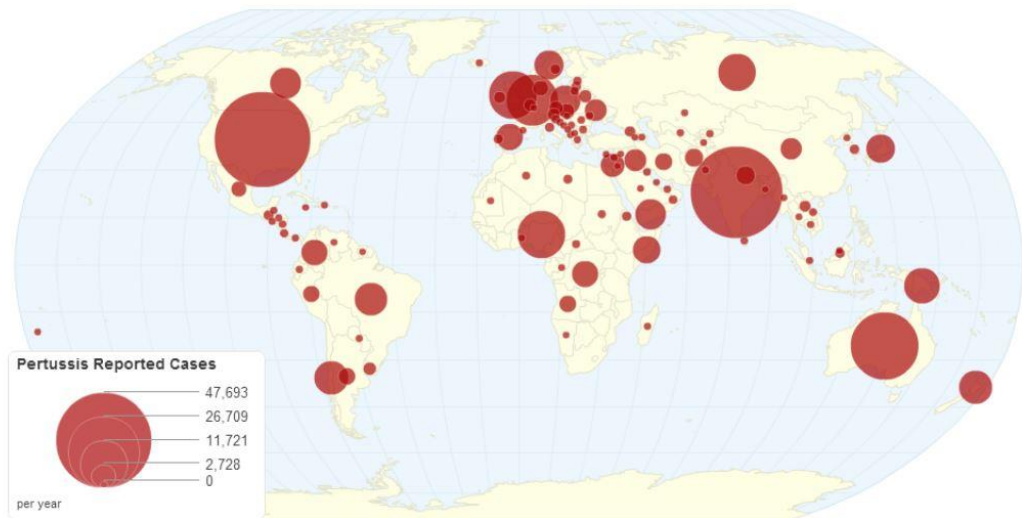 Pertussis Reported Cases
47,693
26,709
11,721
2,728
0
per year